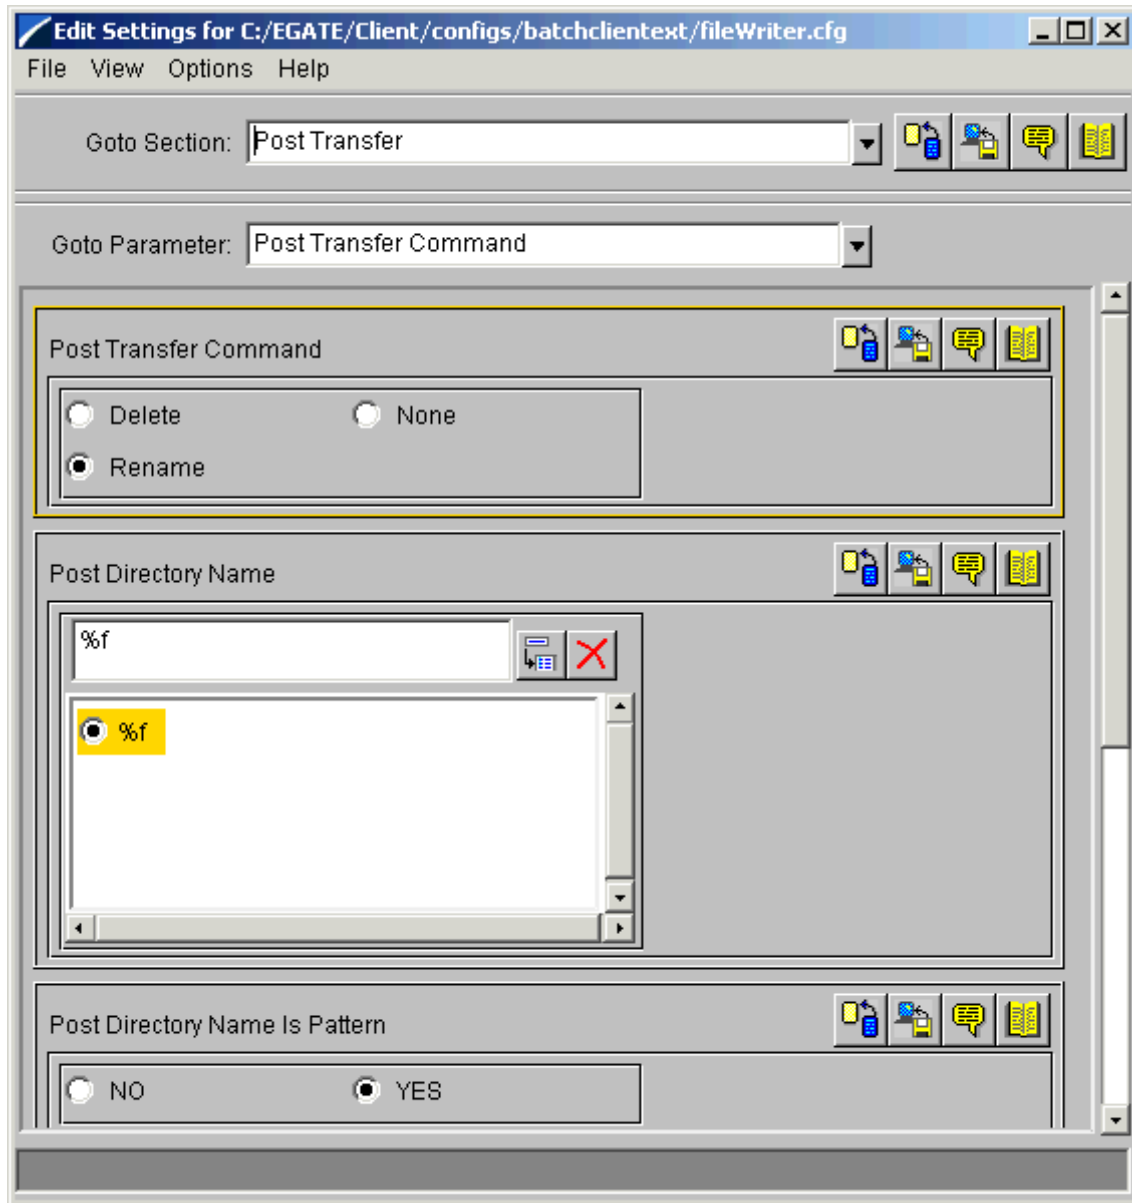 Edit Settings for C:/EGATE/Client/configs/batchclientext/fileWriter.cfg
File View Options Help
Goto Section: Post Transfer
Goto Parameter: Post Transfer Command
Post Transfer Command
Delete None
Rename
Post Directory Name
%f
%f
Post Directory Name Is Pattern
NO YES